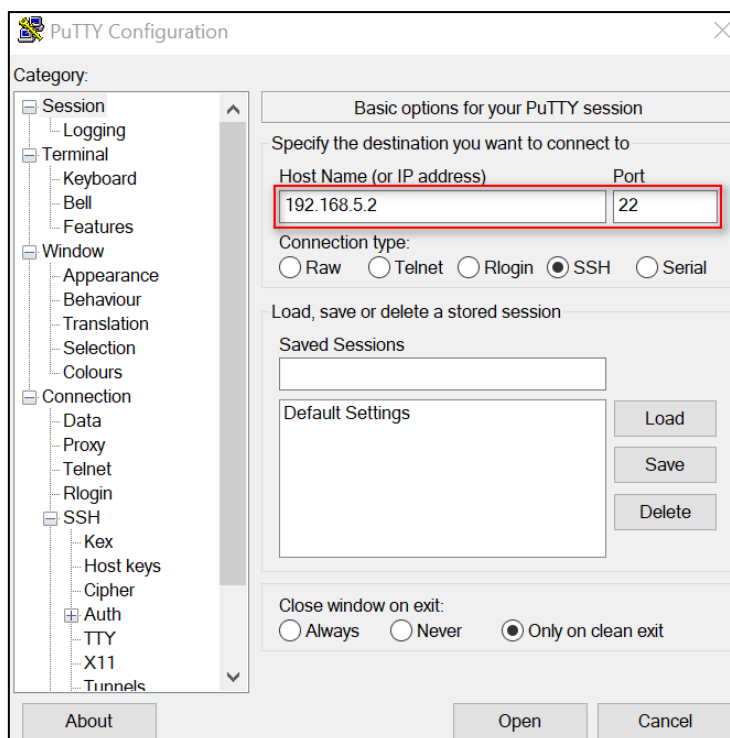 PuTTY Configuration
Category:
Session
Logging
Terminal
Keyboard
Bell
Features
Window
Appearance
Behaviour
Translation
Selection
Colours
Connection
Data
Proxy
Telnet
Rlogin
SSH
Kex
Host keys
Cipher
Auth
TTY
X11
Tunnels
Basic options for your PuTTY session
Specify the destination you want to connect to
Host Name (or IP address) Port
192.168.5.2 22
Connection type:
Raw Telnet Rlogin SSH Serial
Load, save or delete a stored session
Saved Sessions
Default Settings
Load
Save
Delete
Close window on exit:
Always Never Only on clean exit
About Open Cancel